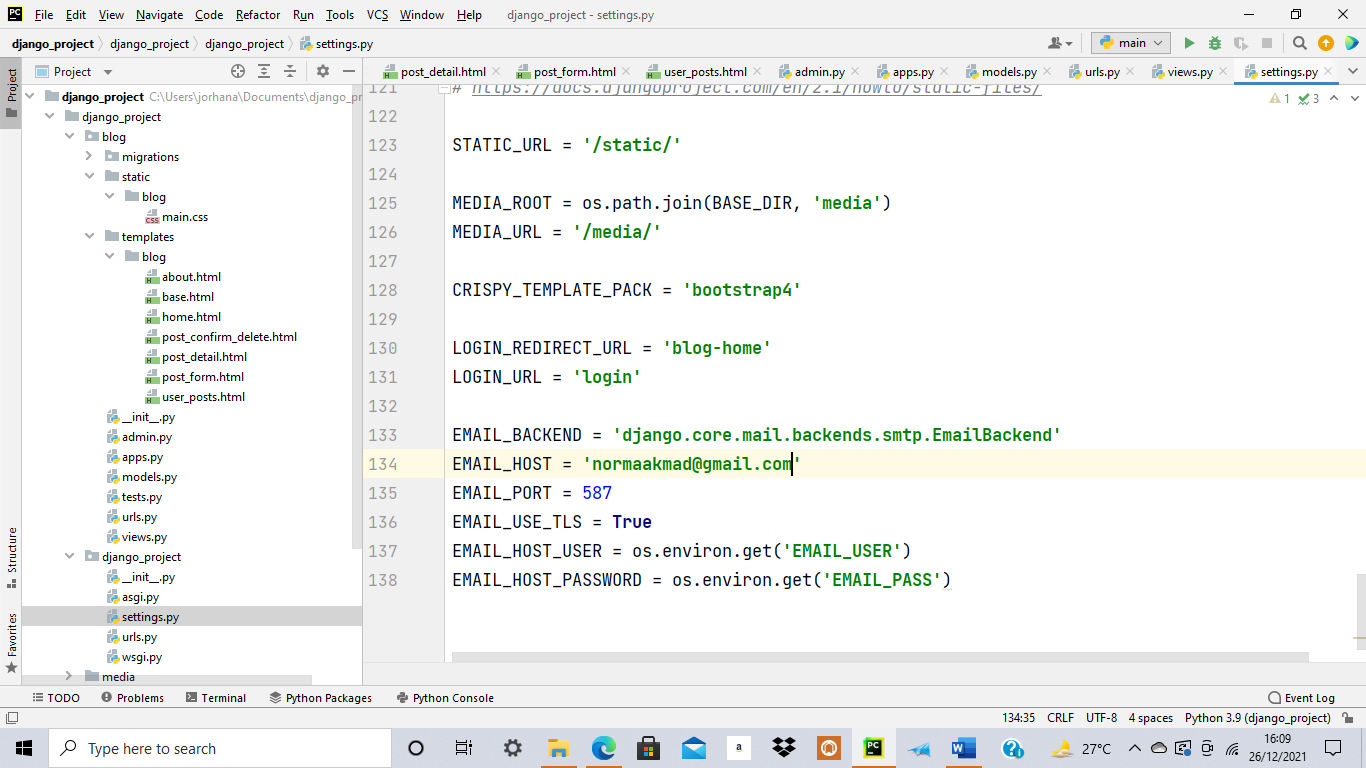 File Edit View Navigate Code Refactor Run Tools VCS Window Help django_project - settings.py
django_project django_project django_project settings.py main
Project
post_detail.html post_form.html user_posts.html admin.py apps.py models.py urls.py views.py settings.py
Project
django_project C:\Users\jorhana\Documents\django_pr
django_project
blog
migrations
static
blog
main.css
templates
blog
about.html
base.html
home.html
post_confirm_delete.html
post_detail.html
post_form.html
user_posts.html
__init__.py
admin.py
apps.py
models.py
tests.py
urls.py
views.py
django_project
__init__.py
asgi.py
settings.py
urls.py
wsgi.py
media
Structure
Favorites
1 3
121 # https://docs.djangoproject.com/en/2.1/howto/static-files/
122
123 STATIC_URL = '/static/'
124
125 MEDIA_ROOT = os.path.join(BASE_DIR, 'media')
126 MEDIA_URL = '/media/'
127
128 CRISPY_TEMPLATE_PACK = 'bootstrap4'
129
130 LOGIN_REDIRECT_URL = 'blog-home'
131 LOGIN_URL = 'login'
132
133 EMAIL_BACKEND = 'django.core.mail.backends.smtp.EmailBackend'
134 EMAIL_HOST = 'normaakmad@gmail.com'
135 EMAIL_PORT = 587
136 EMAIL_USE_TLS = True
137 EMAIL_HOST_USER = os.environ.get('EMAIL_USER')
138 EMAIL_HOST_PASSWORD = os.environ.get('EMAIL_PASS')
TODO Problems Terminal Python Packages Python Console Event Log
134:35 CRLF UTF-8 4 spaces Python 3.9 (django_project)
Type here to search
27°C
16:09
26/12/2021